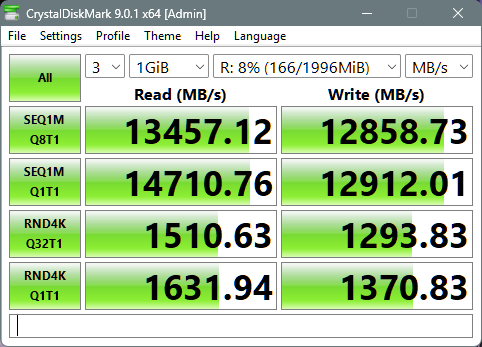 CrystalDiskMark 9.0.1 x64 [Admin]
File Settings Profile Theme Help Language
All 3 1GiB R: 8% (166/1996MiB) MB/s
Read (MB/s) Write (MB/s)
SEQ1M
Q8T1 13457.12 12858.73
SEQ1M
Q1T1 14710.76 12912.01
RND4K
Q32T1 1510.63 1293.83
RND4K
Q1T1 1631.94 1370.83